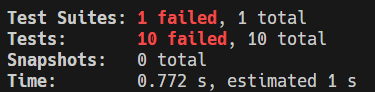 Test Suites: 1 failed, 1 total
Tests:       10 failed, 10 total
Snapshots:   0 total
Time:        0.772 s, estimated 1 s